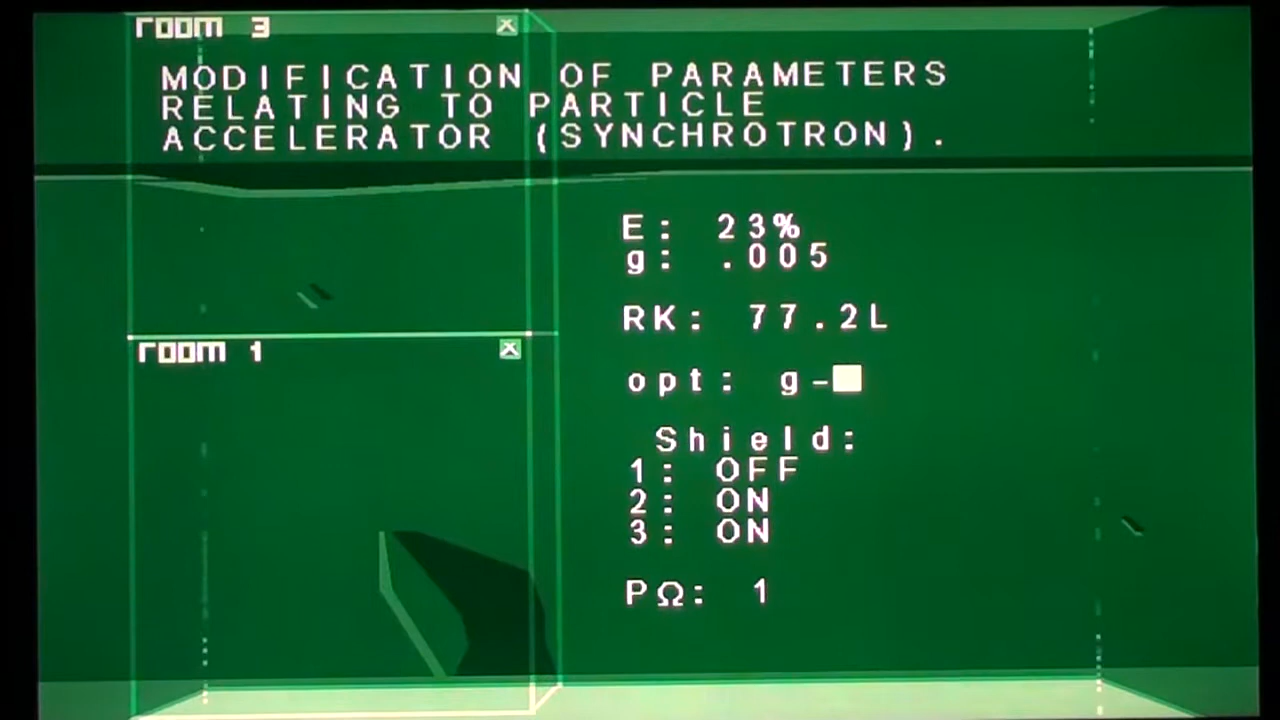 room 3
MODIFICATION OF PARAMETERS
RELATING TO PARTICLE
ACCELERATOR (SYNCHROTRON).
E: 23%
g: .005
RK: 77.2L
room 1
opt: g-
Shield:
1: OFF
2: ON
3: ON
PΩ: 1